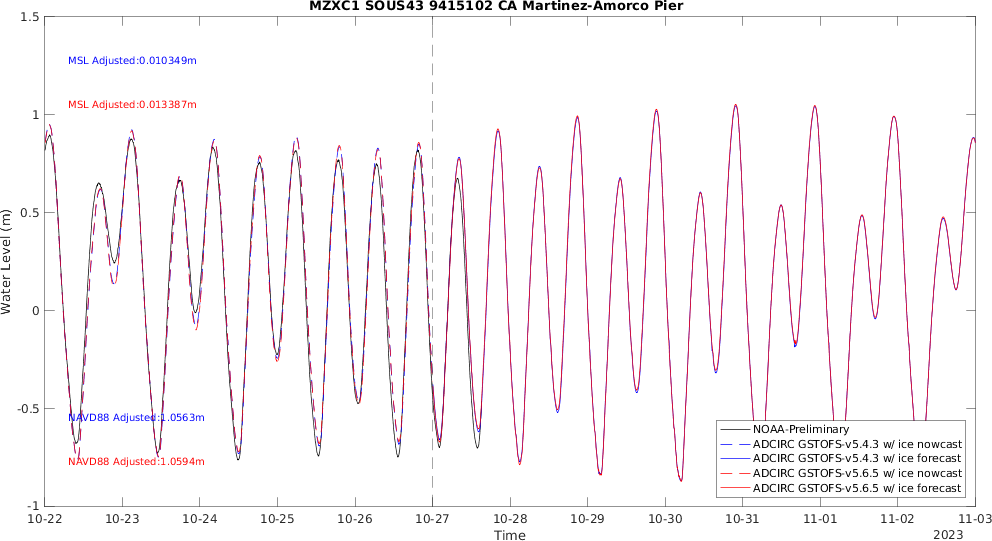 MZXC1 SOUS43 9415102 CA Martinez-Amorco Pier
1.5
1
0.5
0
-0.5
-1
Water Level (m)
MSL Adjusted:0.010349m
MSL Adjusted:0.013387m
NAVD88 Adjusted:1.0563m
NAVD88 Adjusted:1.0594m
NOAA-Preliminary
ADCIRC GSTOFS-v5.4.3 w/ ice nowcast
ADCIRC GSTOFS-v5.4.3 w/ ice forecast
ADCIRC GSTOFS-v5.6.5 w/ ice nowcast
ADCIRC GSTOFS-v5.6.5 w/ ice forecast
10-22 10-23 10-24 10-25 10-26 10-27 10-28 10-29 10-30 10-31 11-01 11-02 11-03
Time
2023